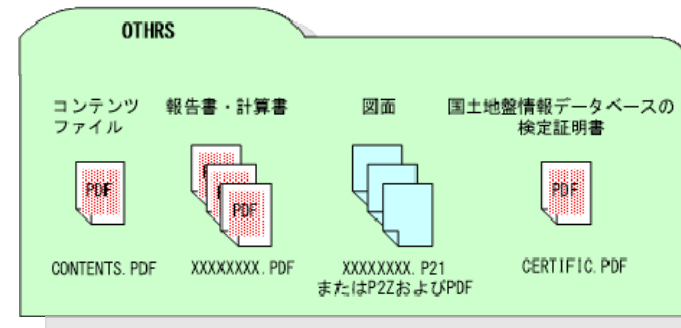 OTHRS
コンテンツ
ファイル
報告書・計算書
図面
国土地盤情報データベースの
検定証明書
PDF
PDF
PDF
CONTENTS.PDF
XXXXXXXX.PDF
XXXXXXXX.P21
またはP2ZおよびPDF
CERTIFIC.PDF